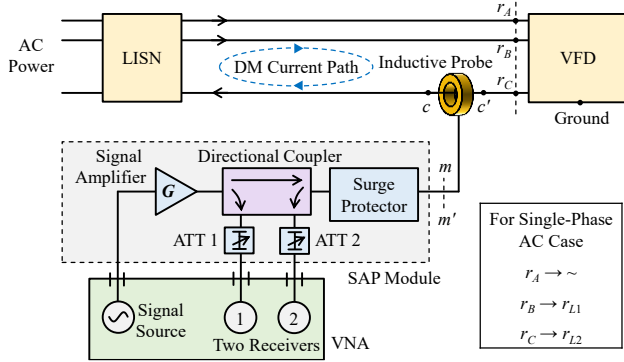 AC
Power
LISN
DM Current Path
Inductive Probe
r_A
r_B
r_C
c
c′
VFD
Ground
Signal
Amplifier
G
Directional Coupler
Surge
Protector
m
m′
ATT 1
ATT 2
SAP Module
Signal
Source
1
2
Two Receivers
VNA
For Single-Phase
AC Case
r_A → ~
r_B → r_L1
r_C → r_L2